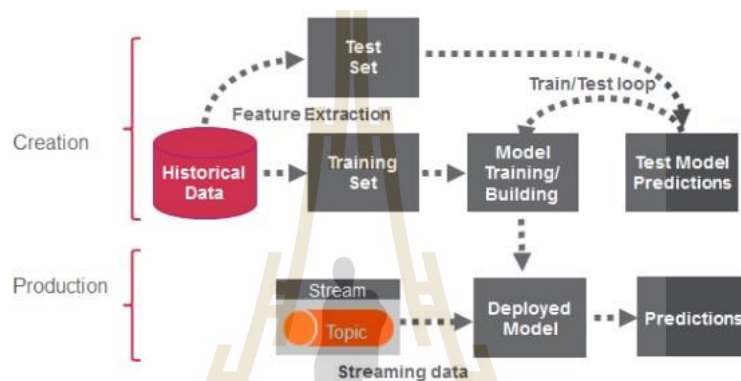 Test
Set
Train/Test loop
Feature Extraction
Creation
Historical
Data
Training
Set
Model
Training/
Building
Test Model
Predictions
Production
Stream
Topic
Deployed
Model
Predictions
Streaming data